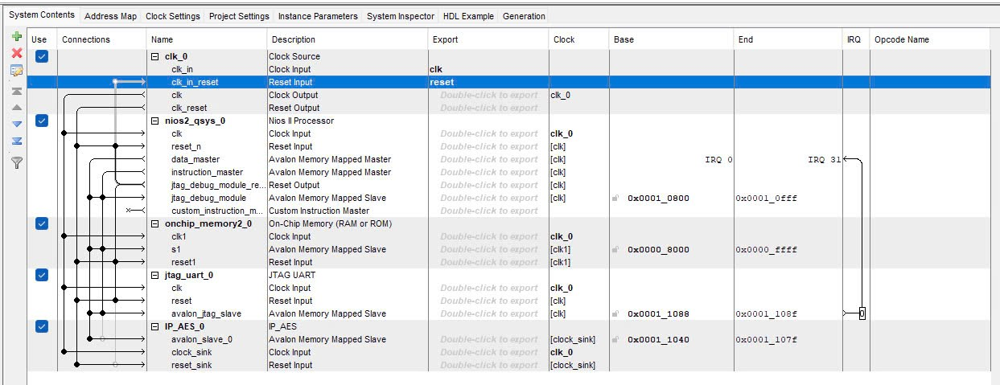 System Contents Address Map Clock Settings Project Settings Instance Parameters System Inspector HDL Example Generation
Use Connections Name Description Export Clock Base End IRQ Opcode Name
clk_0 Clock Source
clk_in Clock Input clk
clk_in_reset Reset Input reset
clk Clock Output Double-click to export clk_0
clk_reset Reset Output Double-click to export
nios2_qsys_0 Nios II Processor
clk Clock Input Double-click to export clk_0
reset_n Reset Input Double-click to export [clk]
data_master Avalon Memory Mapped Master Double-click to export [clk] IRQ 0 IRQ 31
instruction_master Avalon Memory Mapped Master Double-click to export [clk]
jtag_debug_module_re... Reset Output Double-click to export [clk]
jtag_debug_module Avalon Memory Mapped Slave Double-click to export [clk] 0x0001_0800 0x0001_0fff
custom_instruction_m... Custom Instruction Master Double-click to export
onchip_memory2_0 On-Chip Memory (RAM or ROM)
clk1 Clock Input Double-click to export clk_0
s1 Avalon Memory Mapped Slave Double-click to export [clk1] 0x0000_8000 0x0000_ffff
reset1 Reset Input Double-click to export [clk1]
jtag_uart_0 JTAG UART
clk Clock Input Double-click to export clk_0
reset Reset Input Double-click to export [clk]
avalon_jtag_slave Avalon Memory Mapped Slave Double-click to export [clk] 0x0001_1088 0x0001_108f 0
IP_AES_0 IP_AES
avalon_slave_0 Avalon Memory Mapped Slave Double-click to export [clock_sink] 0x0001_1040 0x0001_107f
clock_sink Clock Input Double-click to export clk_0
reset_sink Reset Input Double-click to export [clock_sink]